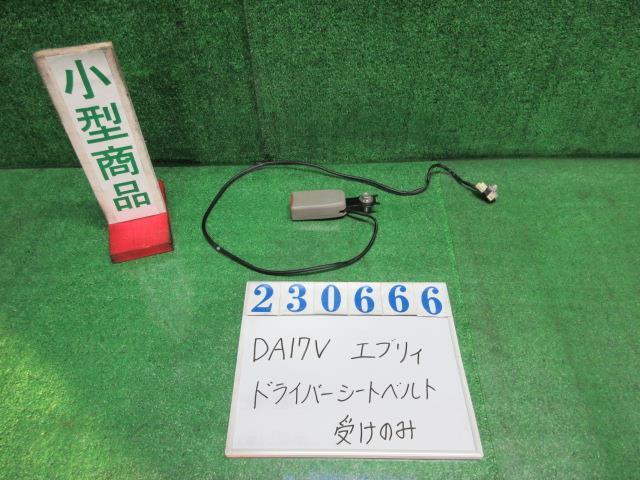 小型商品
230666
DA17V エブリィ
ドライバーシートベルト
受けのみ